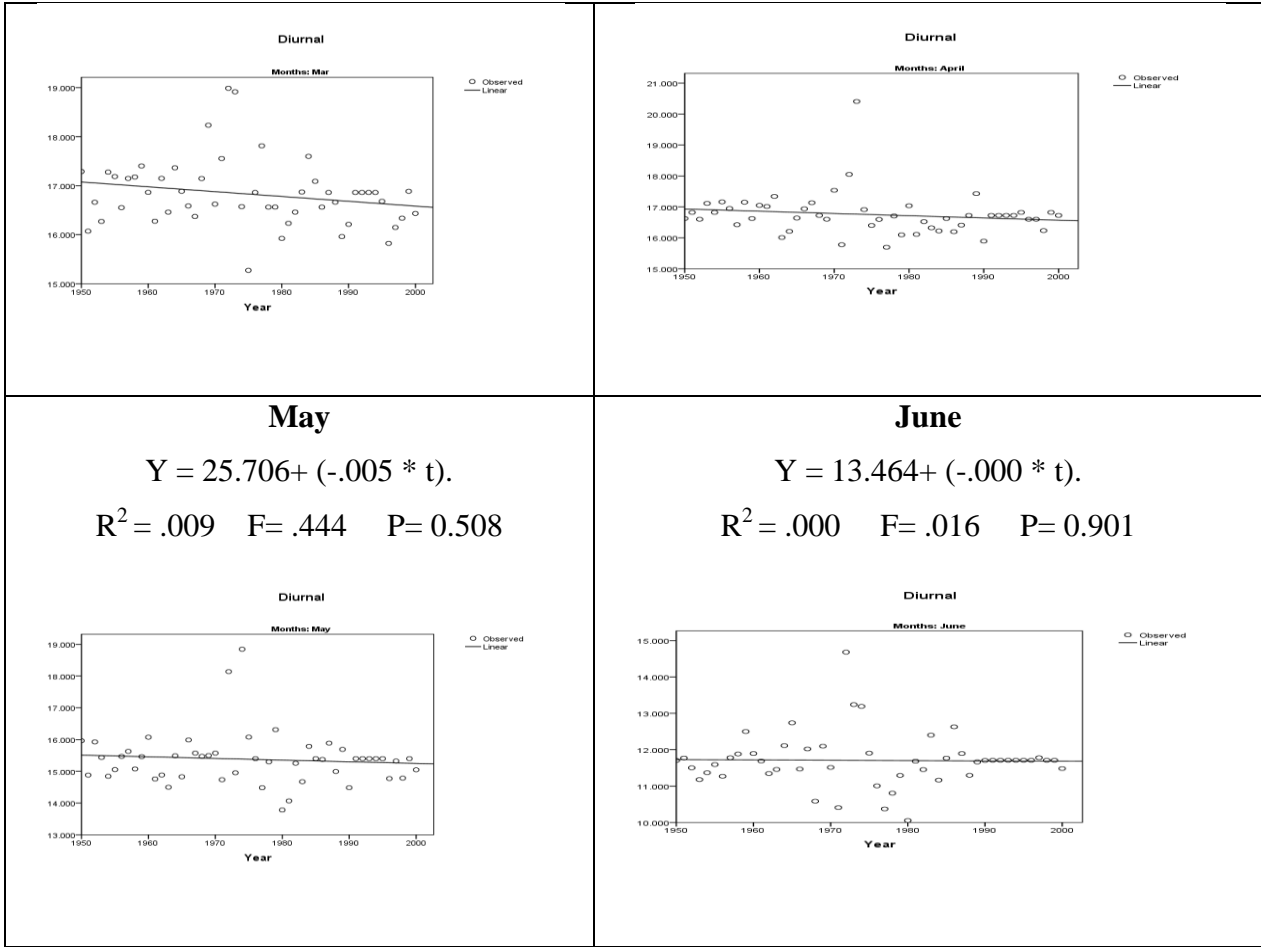 Diurnal
Months: Mar
19.000
18.000
17.000
16.000
15.000
1950 1960 1970 1980 1990 2000
Year
Observed
Linear
Diurnal
Months: April
21.000
20.000
19.000
18.000
17.000
16.000
15.000
1950 1960 1970 1980 1990 2000
Year
Observed
Linear
May
Y = 25.706+ (-.005 * t).
R² = .009 F= .444 P= 0.508
Diurnal
Months: May
19.000
18.000
17.000
16.000
15.000
14.000
13.000
1950 1960 1970 1980 1990 2000
Year
Observed
Linear
June
Y = 13.464+ (-.000 * t).
R² = .000 F= .016 P= 0.901
Diurnal
Months: June
15.000
14.000
13.000
12.000
11.000
10.000
1950 1960 1970 1980 1990 2000
Year
Observed
Linear